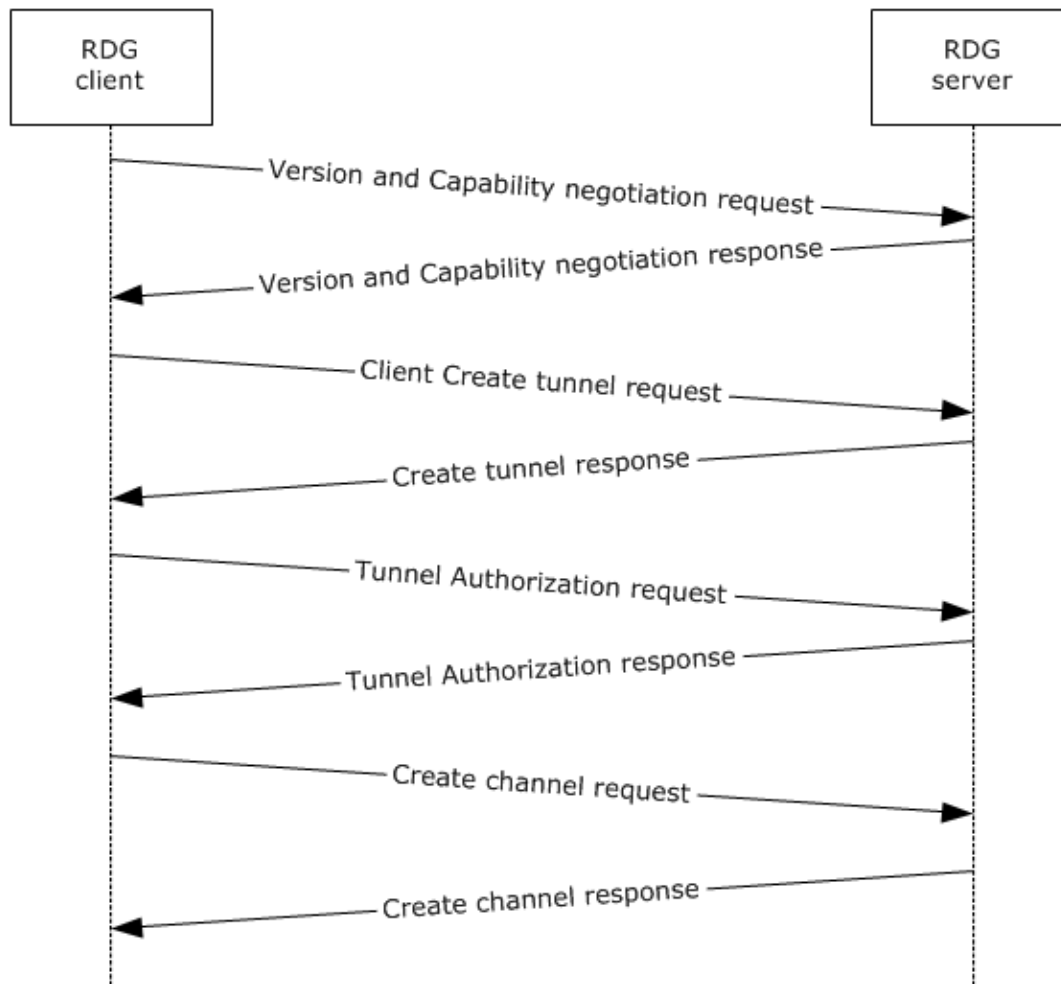 RDG
client
RDG
server
Version and Capability negotiation request
Version and Capability negotiation response
Client Create tunnel request
Create tunnel response
Tunnel Authorization request
Tunnel Authorization response
Create channel request
Create channel response